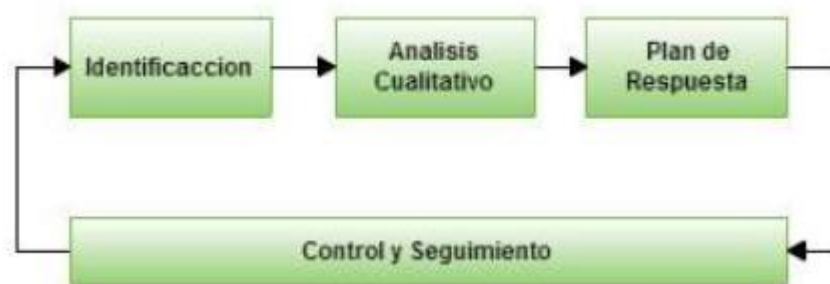 Identificaccion
Analisis
Cualitativo
Plan de
Respuesta
Control y Seguimiento